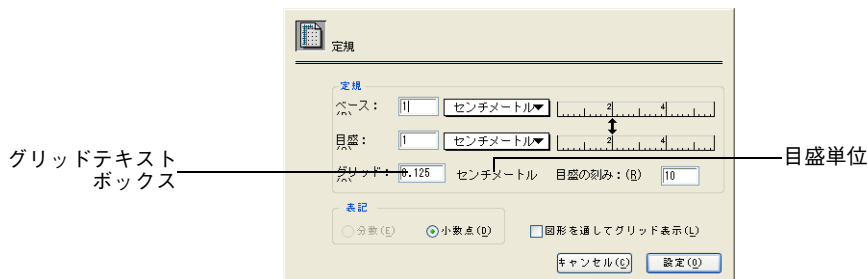 定規
定規
ベース: 1 センチメートル▼ 2 4
目盛: 1 センチメートル▼ 2 4
グリッド: 0.125 センチメートル 目盛の刻み:(R) 10
グリッドテキスト
ボックス
目盛単位
表記
分数(E) 小数点(D) 図形を通してグリッド表示(L)
キャンセル(C) 設定(O)